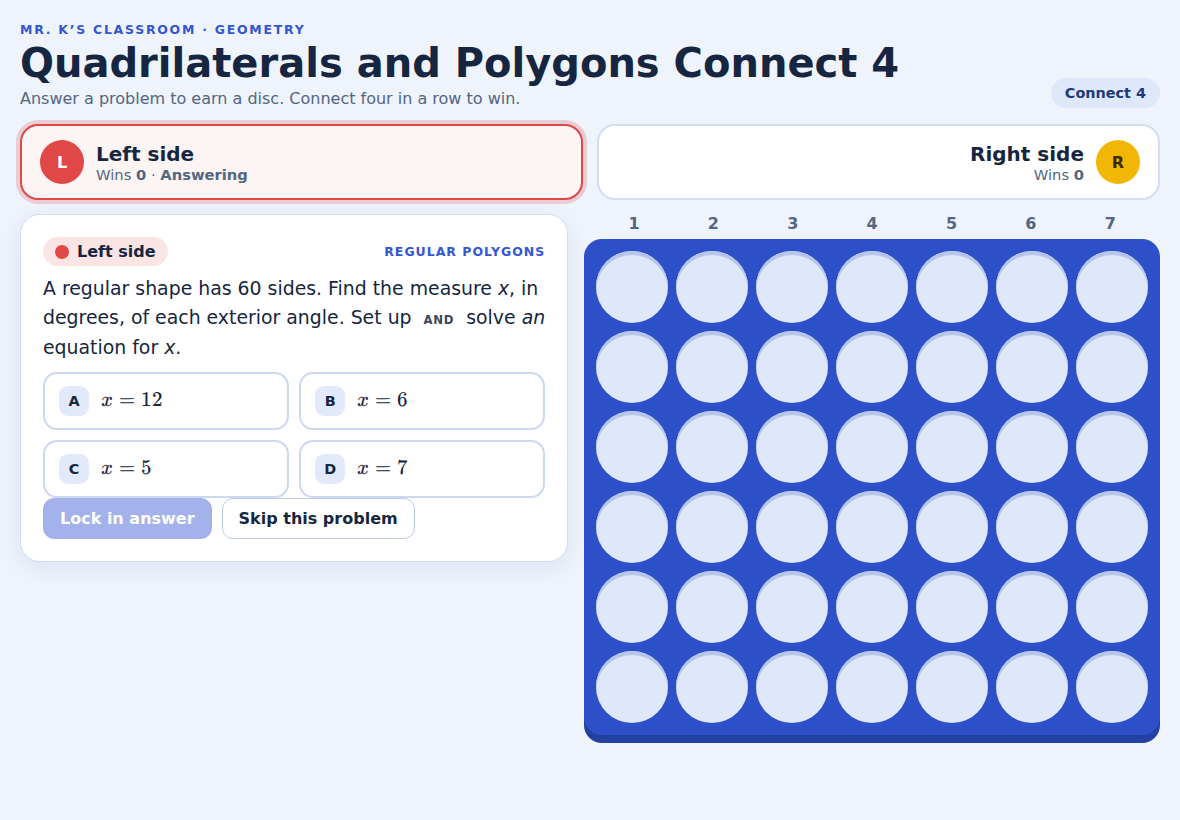 MR. K’S CLASSROOM · GEOMETRY
Quadrilaterals and Polygons Connect 4
Answer a problem to earn a disc. Connect four in a row to win.
Connect 4
L
Left side
Wins 0 · Answering
Right side
Wins 0
R
Left side
REGULAR POLYGONS
A regular shape has 60 sides. Find the measure x, in
degrees, of each exterior angle. Set up AND solve an
equation for x.
A x = 12
B x = 6
C x = 5
D x = 7
Lock in answer
Skip this problem
1 2 3 4 5 6 7